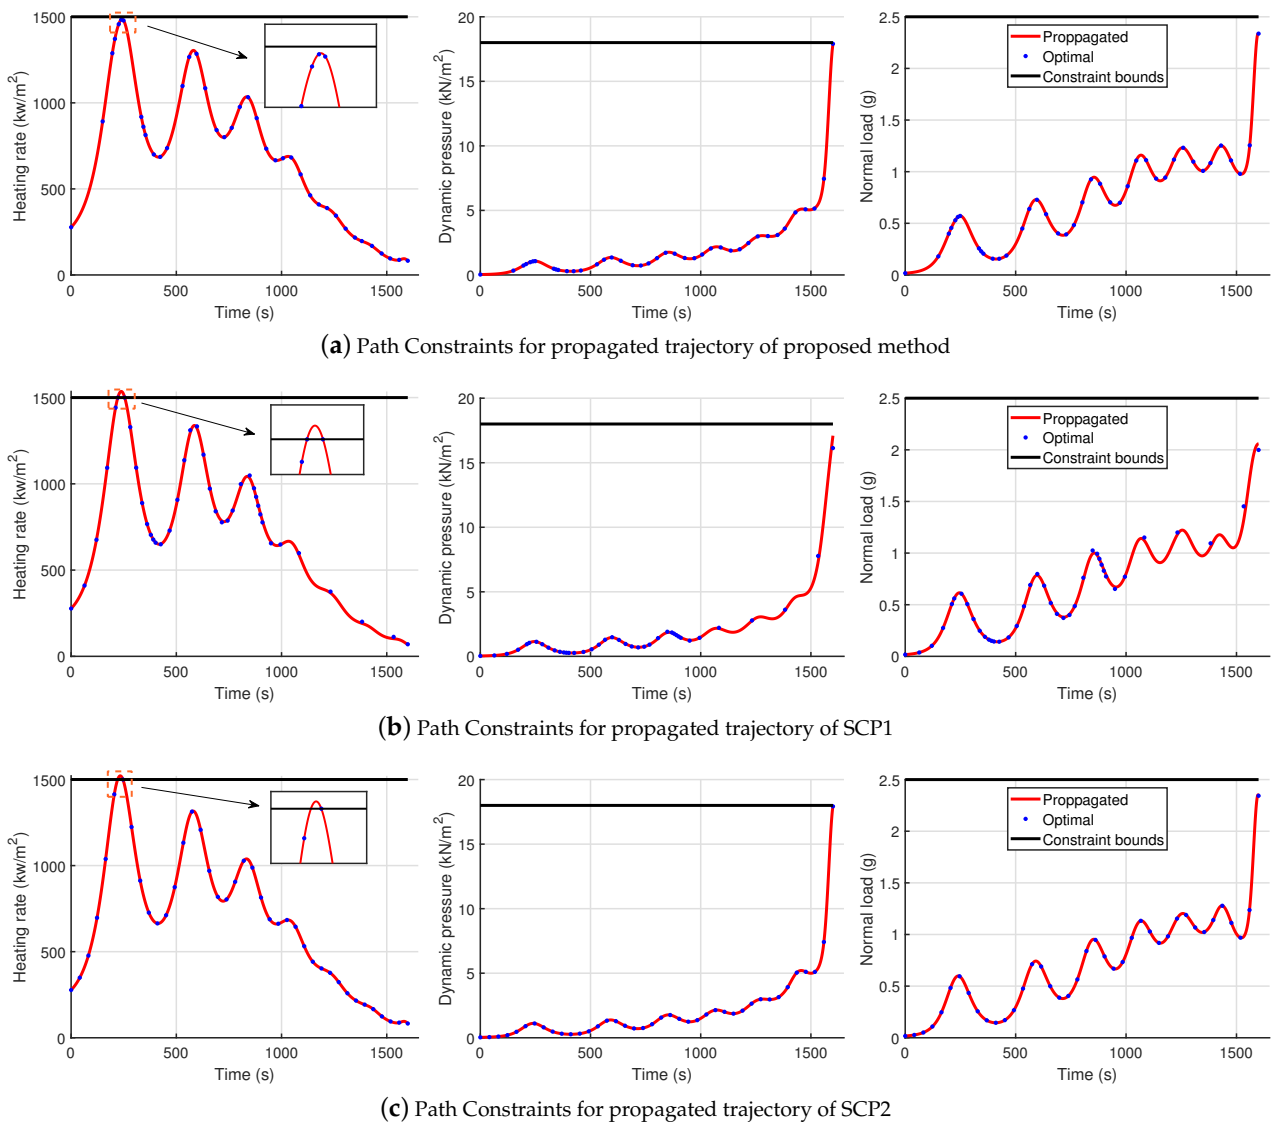 1500
1000
500
0
0
500
1000
1500
Heating rate (kw/m2)
Time (s)
20
15
10
5
0
0
500
1000
1500
Dynamic pressure (kN/m2)
Time (s)
2.5
2
1.5
1
0.5
0
0
500
1000
1500
Normal load (g)
Time (s)
Proppagated
Optimal
Constraint bounds
(a) Path Constraints for propagated trajectory of proposed method
1500
1000
500
0
0
500
1000
1500
Heating rate (kw/m2)
Time (s)
20
15
10
5
0
0
500
1000
1500
Dynamic pressure (kN/m2)
Time (s)
2.5
2
1.5
1
0.5
0
0
500
1000
1500
Normal load (g)
Time (s)
Proppagated
Optimal
Constraint bounds
(b) Path Constraints for propagated trajectory of SCP1
1500
1000
500
0
0
500
1000
1500
Heating rate (kw/m2)
Time (s)
20
15
10
5
0
0
500
1000
1500
Dynamic pressure (kN/m2)
Time (s)
2.5
2
1.5
1
0.5
0
0
500
1000
1500
Normal load (g)
Time (s)
Proppagated
Optimal
Constraint bounds
(c) Path Constraints for propagated trajectory of SCP2